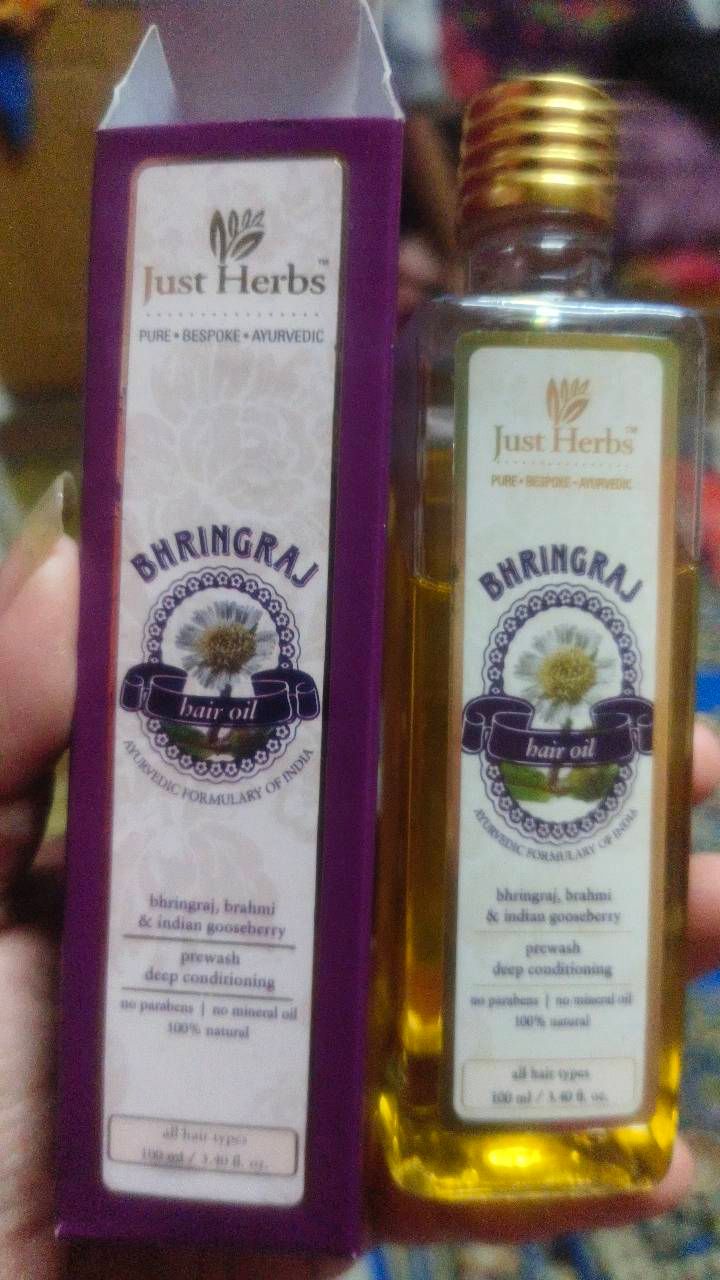 Just Herbs™
PURE • BESPOKE • AYURVEDIC
BHRINGRAJ
hair oil
AYURVEDIC FORMULARY OF INDIA
bhringraj, brahmi
& indian gooseberry
prewash
deep conditioning
no parabens | no mineral oil
100% natural
all hair types
100 ml / 3.40 fl. oz.
Just Herbs™
PURE • BESPOKE • AYURVEDIC
BHRINGRAJ
hair oil
AYURVEDIC FORMULARY OF INDIA
bhringraj, brahmi
& indian gooseberry
prewash
deep conditioning
no parabens | no mineral oil
100% natural
all hair types
100 ml / 3.40 fl. oz.